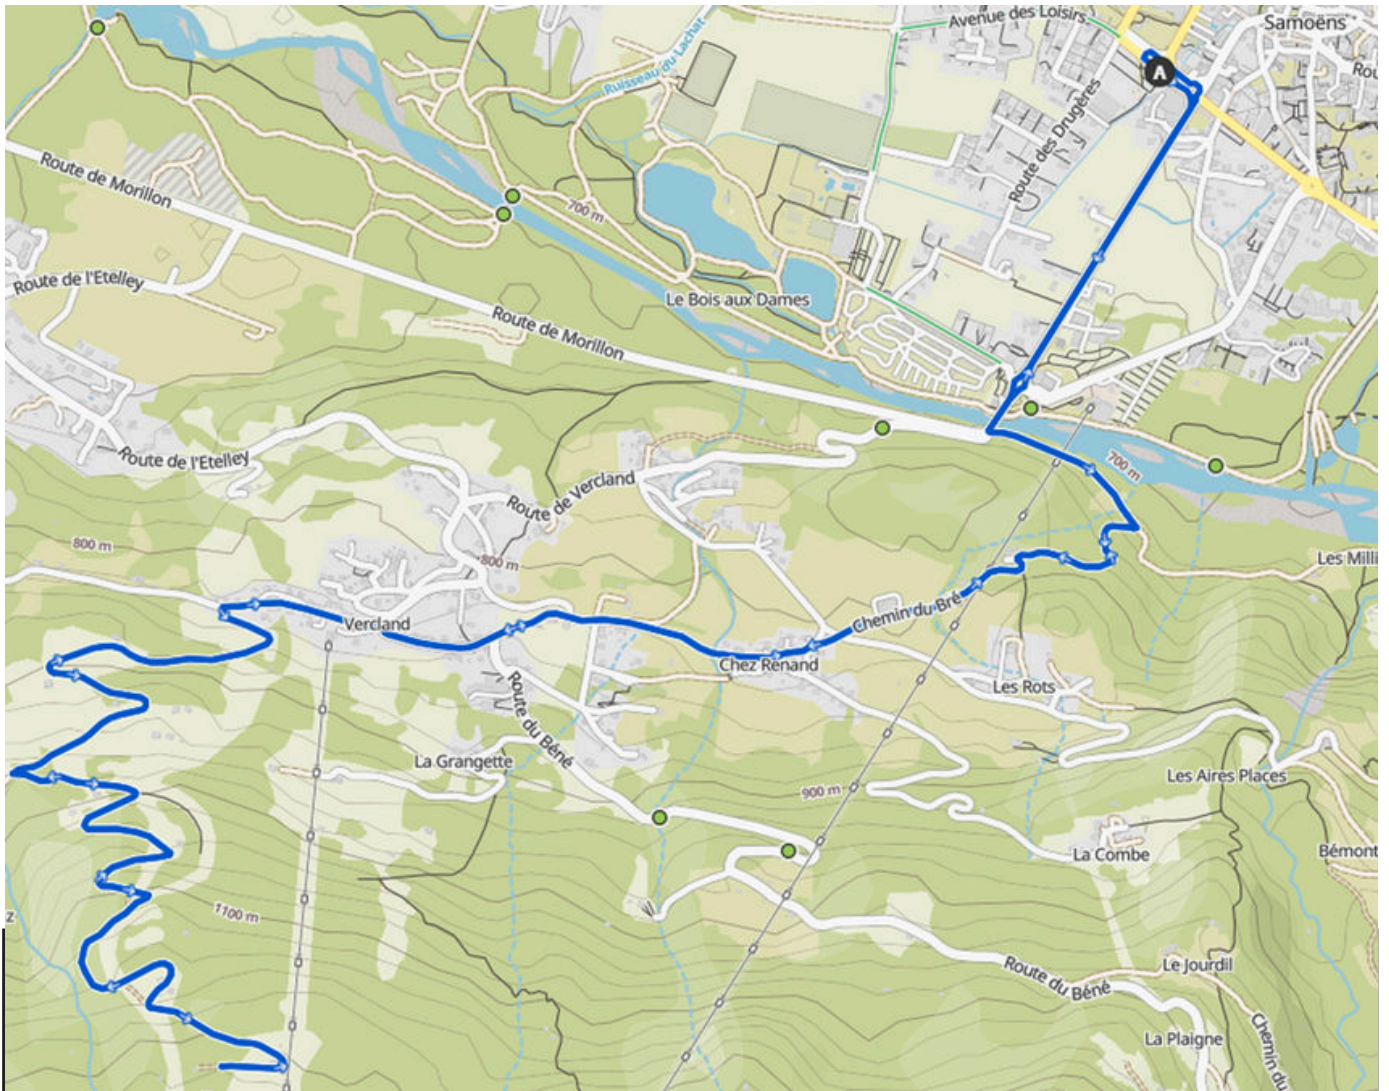 Avenue des Loisirs
Samoëns
Rou
A
Ruisseau du Lachat
Route des Drugères
Route de Morillon
700 m
Route de l'Etelley
Le Bois aux Dames
Route de Morillon
Route de l'Etelley
Route de Vercland
700 m
800 m
800 m
Les Milli
Chemin du Bré
Vercland
Chez Renand
Les Rots
Route du Béné
La Grangette
Les Aires Places
900 m
La Combe
Bémont
1100 m
z
Le Jourdil
Route du Béné
La Plaigne
Chemin du